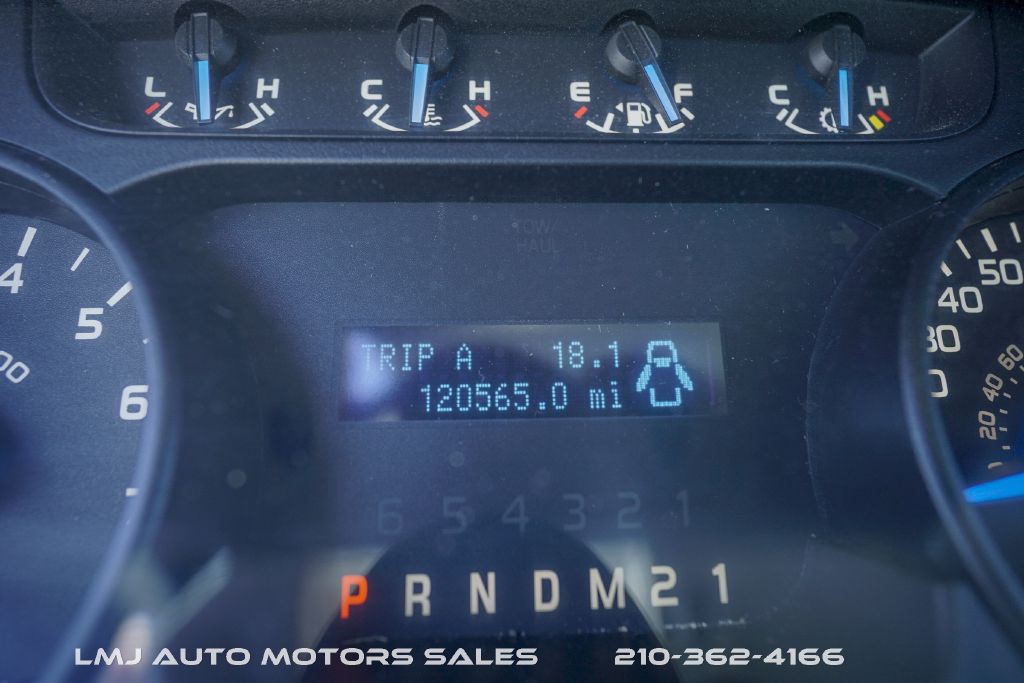 L H C H E F C H
TOW/
HAUL
4
5
6
00
50
40
60
40
20
TRIP A 18.1
120565.0 mi
6 5 4 3 2 1
P R N D M 2 1
LMJ AUTO MOTORS SALES 210-362-4166